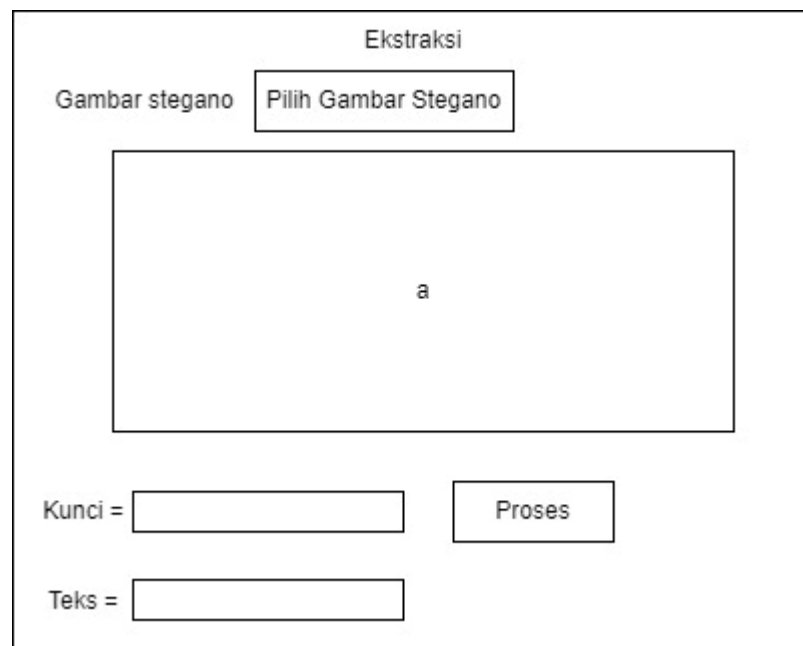 Ekstraksi
Gambar stegano Pilih Gambar Stegano
a
Kunci = Proses
Teks =